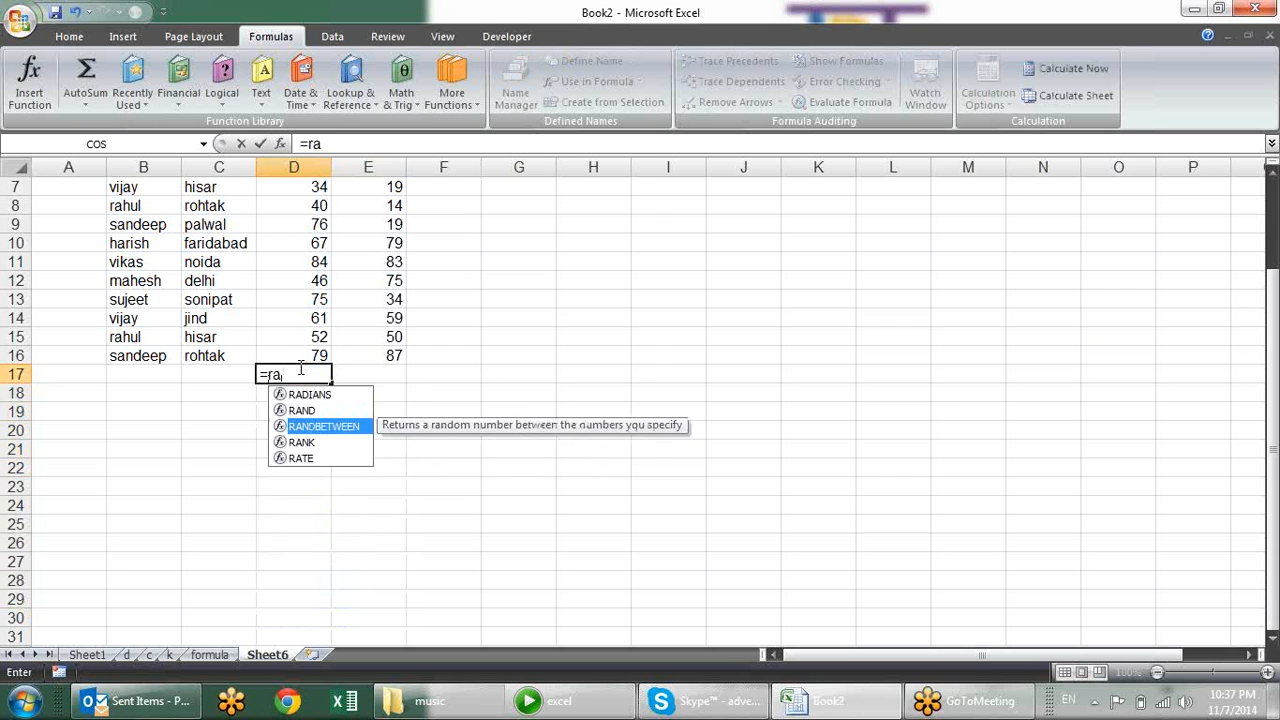 Book2 - Microsoft Excel
Home Insert Page Layout Formulas Data Review View Developer
fx Insert Function
Σ AutoSum
Recently Used
Financial
Logical
Text
Date & Time
Lookup & Reference
Math & Trig
More Functions
Function Library
Name Manager
Define Name
Use in Formula
Create from Selection
Defined Names
Trace Precedents
Trace Dependents
Remove Arrows
Show Formulas
Error Checking
Evaluate Formula
Formula Auditing
Watch Window
Calculation Options
Calculate Now
Calculate Sheet
Calculation
COS fx =ra
A B C D E F G H I J K L M N O P
7 vijay hisar 34 19
8 rahul rohtak 40 14
9 sandeep palwal 76 19
10 harish faridabad 67 79
11 vikas noida 84 83
12 mahesh delhi 46 75
13 sujeet sonipat 75 34
14 vijay jind 61 59
15 rahul hisar 52 50
16 sandeep rohtak 79 87
17 =ra
18
19
20
21
22
23
24
25
26
27
28
29
30
31
RADIANS
RAND
RANDBETWEEN Returns a random number between the numbers you specify
RANK
RATE
Sheet1 d c k formula Sheet6
Enter 100%
Sent Items - P...
music
excel
Skype™ - adve...
Book2
GoToMeeting
EN
10:37 PM
11/7/2014